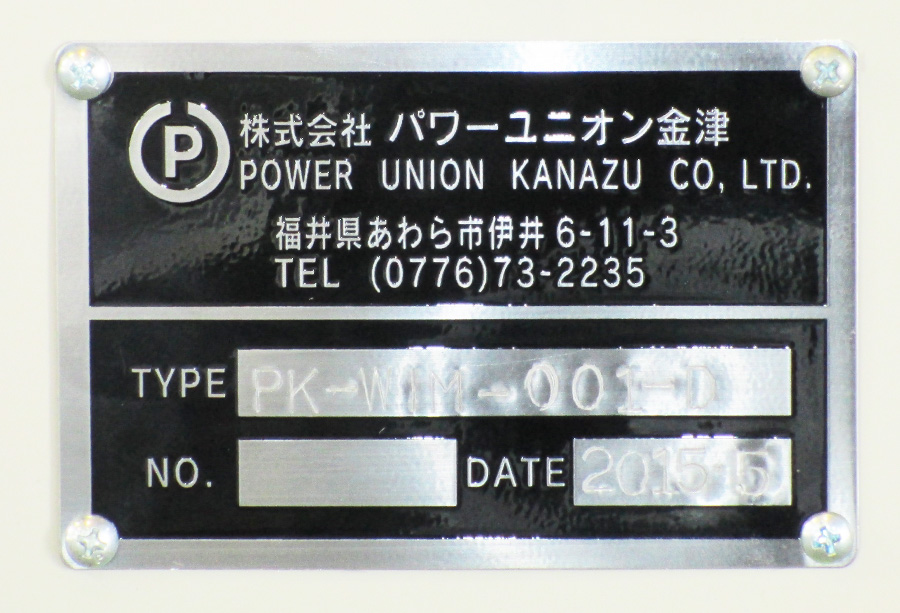 P
株式会社 パワーユニオン金津
POWER UNION KANAZU CO, LTD.
福井県あわら市伊井6-11-3
TEL (0776)73-2235
TYPE PK-WIM-001-D
NO.
DATE 2015-5